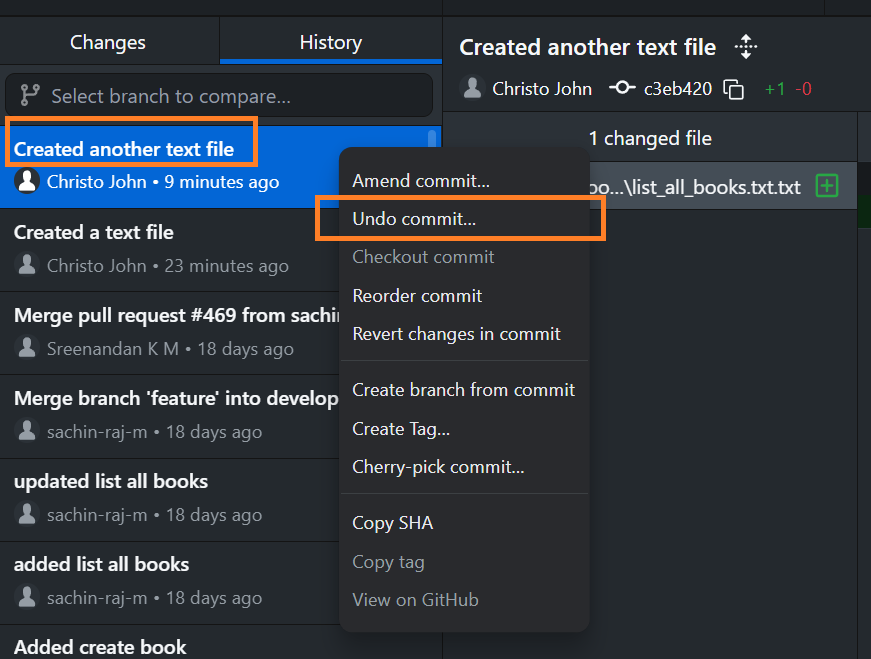 Changes
History
Select branch to compare...
Created another text file
Christo John • 9 minutes ago
Created a text file
Christo John • 23 minutes ago
Merge pull request #469 from sachin
Sreenandan K M • 18 days ago
Merge branch 'feature' into develop
sachin-raj-m • 18 days ago
updated list all books
sachin-raj-m • 18 days ago
added list all books
sachin-raj-m • 18 days ago
Added create book
Amend commit...
Undo commit...
Checkout commit
Reorder commit
Revert changes in commit
Create branch from commit
Create Tag...
Cherry-pick commit...
Copy SHA
Copy tag
View on GitHub
Created another text file
Christo John c3eb420 +1 -0
1 changed file
oo...\list_all_books.txt.txt